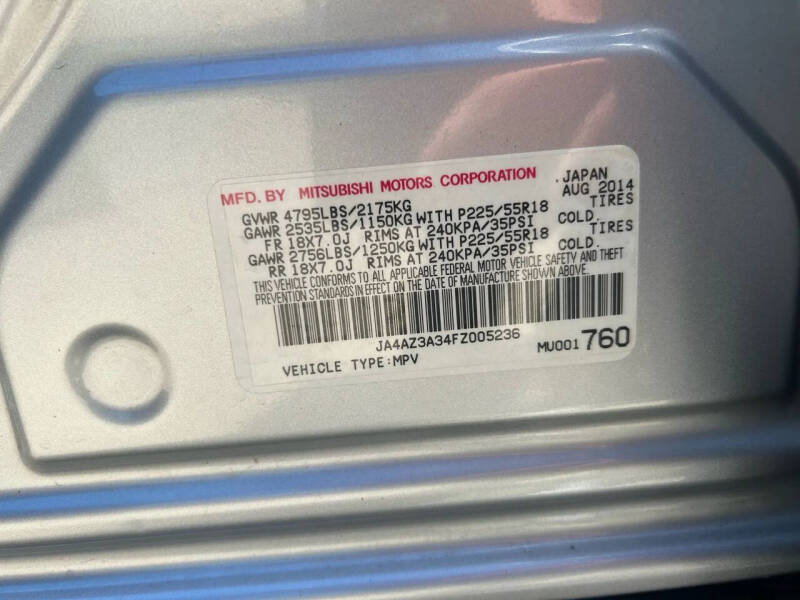 MFD. BY MITSUBISHI MOTORS CORPORATION .JAPAN
GVWR 4795LBS/2175KG AUG 2014
GAWR 2535LBS/1150KG WITH P225/55R18 TIRES
FR 18X7.0J RIMS AT 240KPA/35PSI COLD.
GAWR 2756LBS/1250KG WITH P225/55R18 TIRES
RR 18X7.0J RIMS AT 240KPA/35PSI COLD.
THIS VEHICLE CONFORMS TO ALL APPLICABLE FEDERAL MOTOR VEHICLE SAFETY AND THEFT
PREVENTION STANDARDS IN EFFECT ON THE DATE OF MANUFACTURE SHOWN ABOVE.
JA4AZ3A34FZ005236
VEHICLE TYPE:MPV MU001760